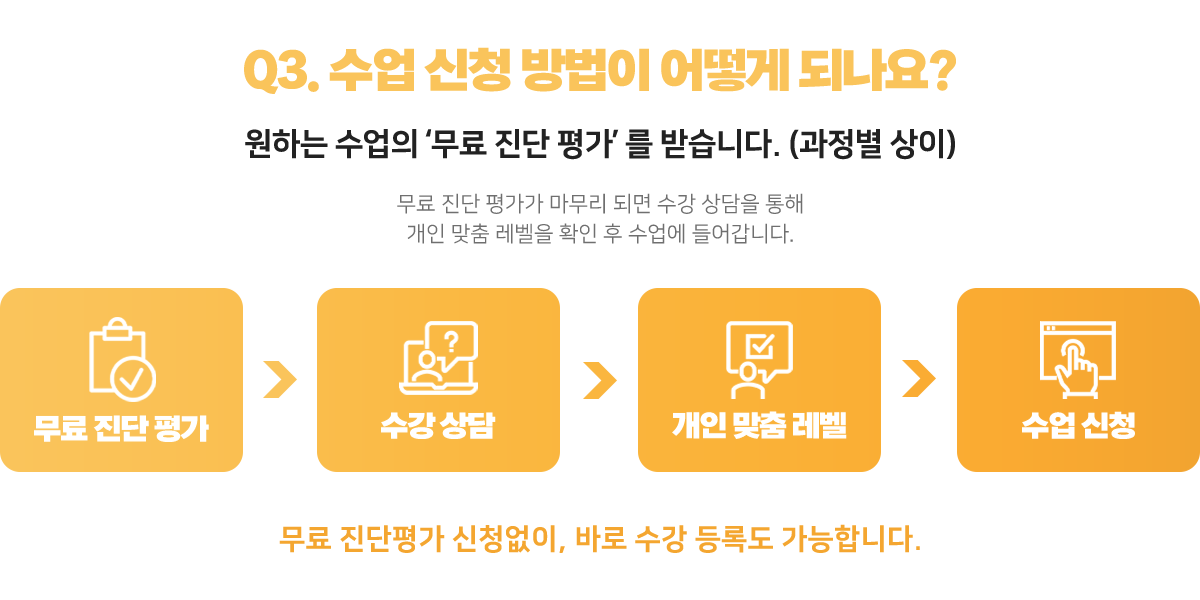 Q3. 수업 신청 방법이 어떻게 되나요?
원하는 수업의 ‘무료 진단 평가’ 를 받습니다. (과정별 상이)
무료 진단 평가가 마무리 되면 수강 상담을 통해
개인 맞춤 레벨을 확인 후 수업에 들어갑니다.
무료 진단 평가
수강 상담
개인 맞춤 레벨
수업 신청
무료 진단평가 신청없이, 바로 수강 등록도 가능합니다.